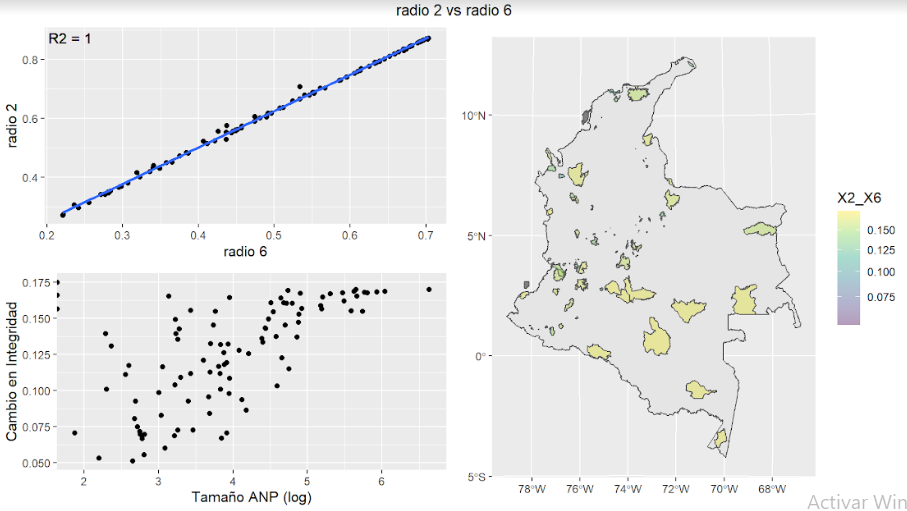 radio 2 vs radio 6
R2 = 1
0.8
0.6
0.4
radio 2
0.2 0.3 0.4 0.5 0.6 0.7
radio 6
0.175
0.150
0.125
0.100
0.075
0.050
Cambio en Integridad
2 3 4 5 6
Tamaño ANP (log)
10°N
5°N
0°
5°S
78°W 76°W 74°W 72°W 70°W 68°W
X2_X6
0.150
0.125
0.100
0.075
Activar Win